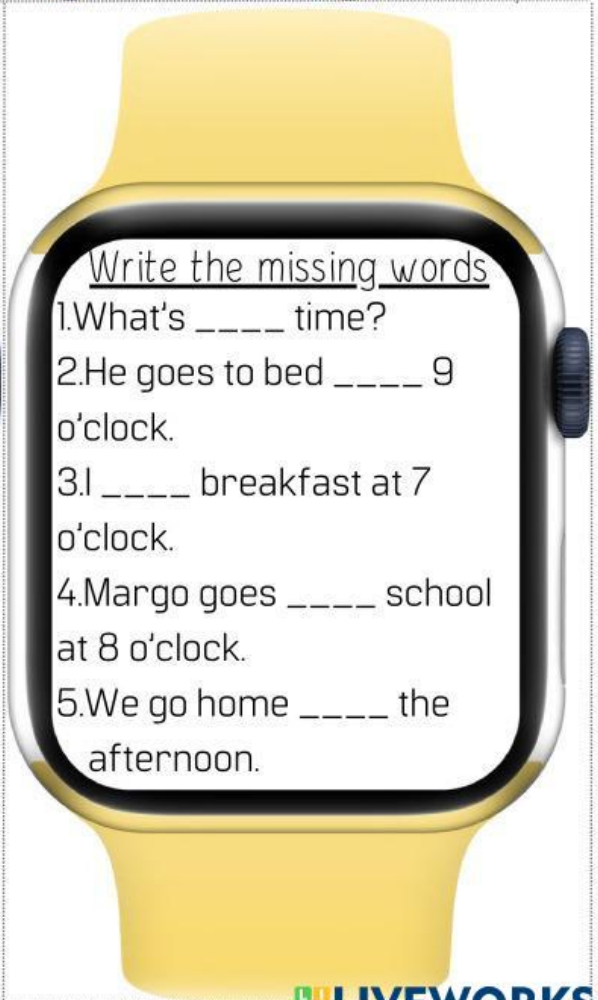 Write the missing words
1.What's ____ time?
2.He goes to bed ____ 9
o'clock.
3.I ____ breakfast at 7
o'clock.
4.Margo goes ____ school
at 8 o'clock.
5.We go home ____ the
afternoon.
LIVEWORKS